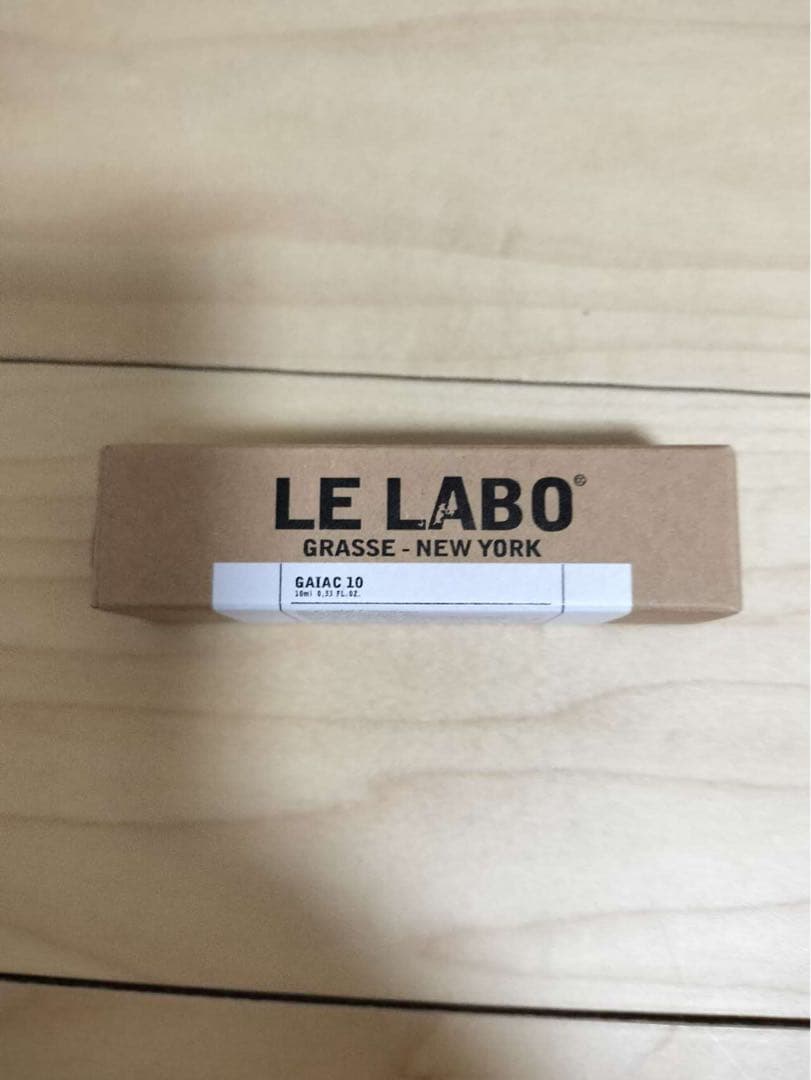 LE LABO®
GRASSE - NEW YORK
GAIAC 10
10ml 0.33 FL.OZ.